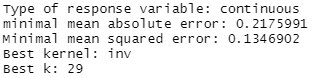 Type of response variable: continuous
minimal mean absolute error: 0.2175991
Minimal mean squared error: 0.1346902
Best kernel: inv
Best k: 29